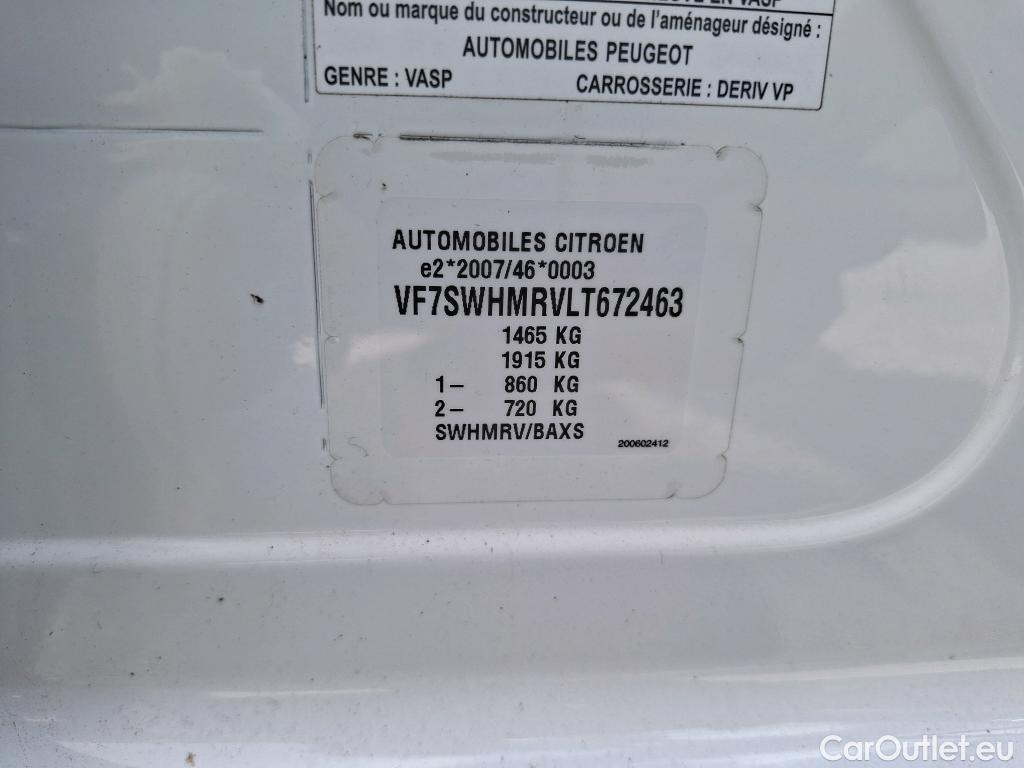 EN VASP
Nom ou marque du constructeur ou de l'aménageur désigné :
AUTOMOBILES PEUGEOT
GENRE : VASP CARROSSERIE : DERIV VP
AUTOMOBILES CITROEN
e2*2007/46*0003
VF7SWHMRVLT672463
1465 KG
1915 KG
1– 860 KG
2– 720 KG
SWHMRV/BAXS
200602412
CarOutlet.eu